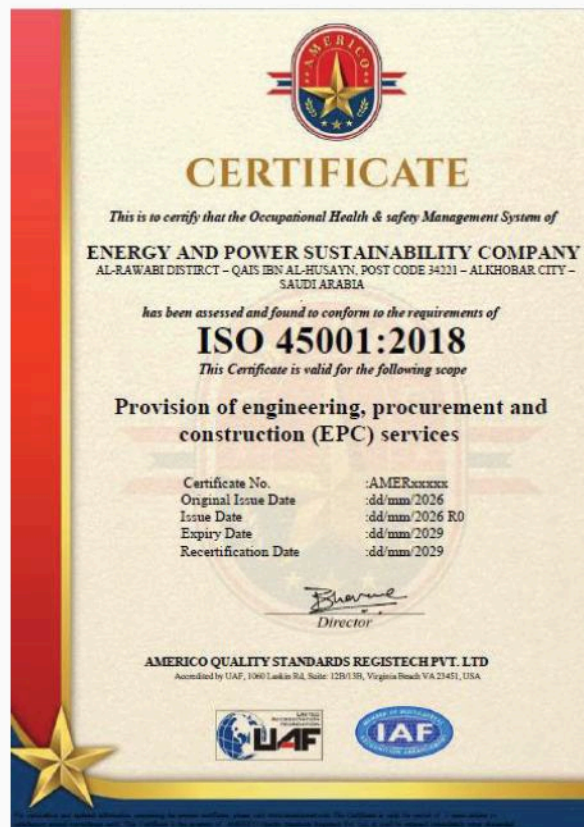 AMERICO
CERTIFICATE
This is to certify that the Occupational Health & safety Management System of
ENERGY AND POWER SUSTAINABILITY COMPANY
AL-RAWABI DISTIRCT – QAIS IBN AL-HUSAYN, POST CODE 34221 – ALKHOBAR CITY –
SAUDI ARABIA
has been assessed and found to conform to the requirements of
ISO 45001:2018
This Certificate is valid for the following scope
Provision of engineering, procurement and
construction (EPC) services
Certificate No. :AMERxxxxx
Original Issue Date :dd/mm/2026
Issue Date :dd/mm/2026 R0
Expiry Date :dd/mm/2029
Recertification Date :dd/mm/2029
Director
AMERICO QUALITY STANDARDS REGISTECH PVT. LTD
Accredited by UAF, 1060 Laskin Rd, Suite: 12B/13B, Virginia Beach VA 23451, USA
UNITED
ACCREDITATION
FOUNDATION
UAF
IAF